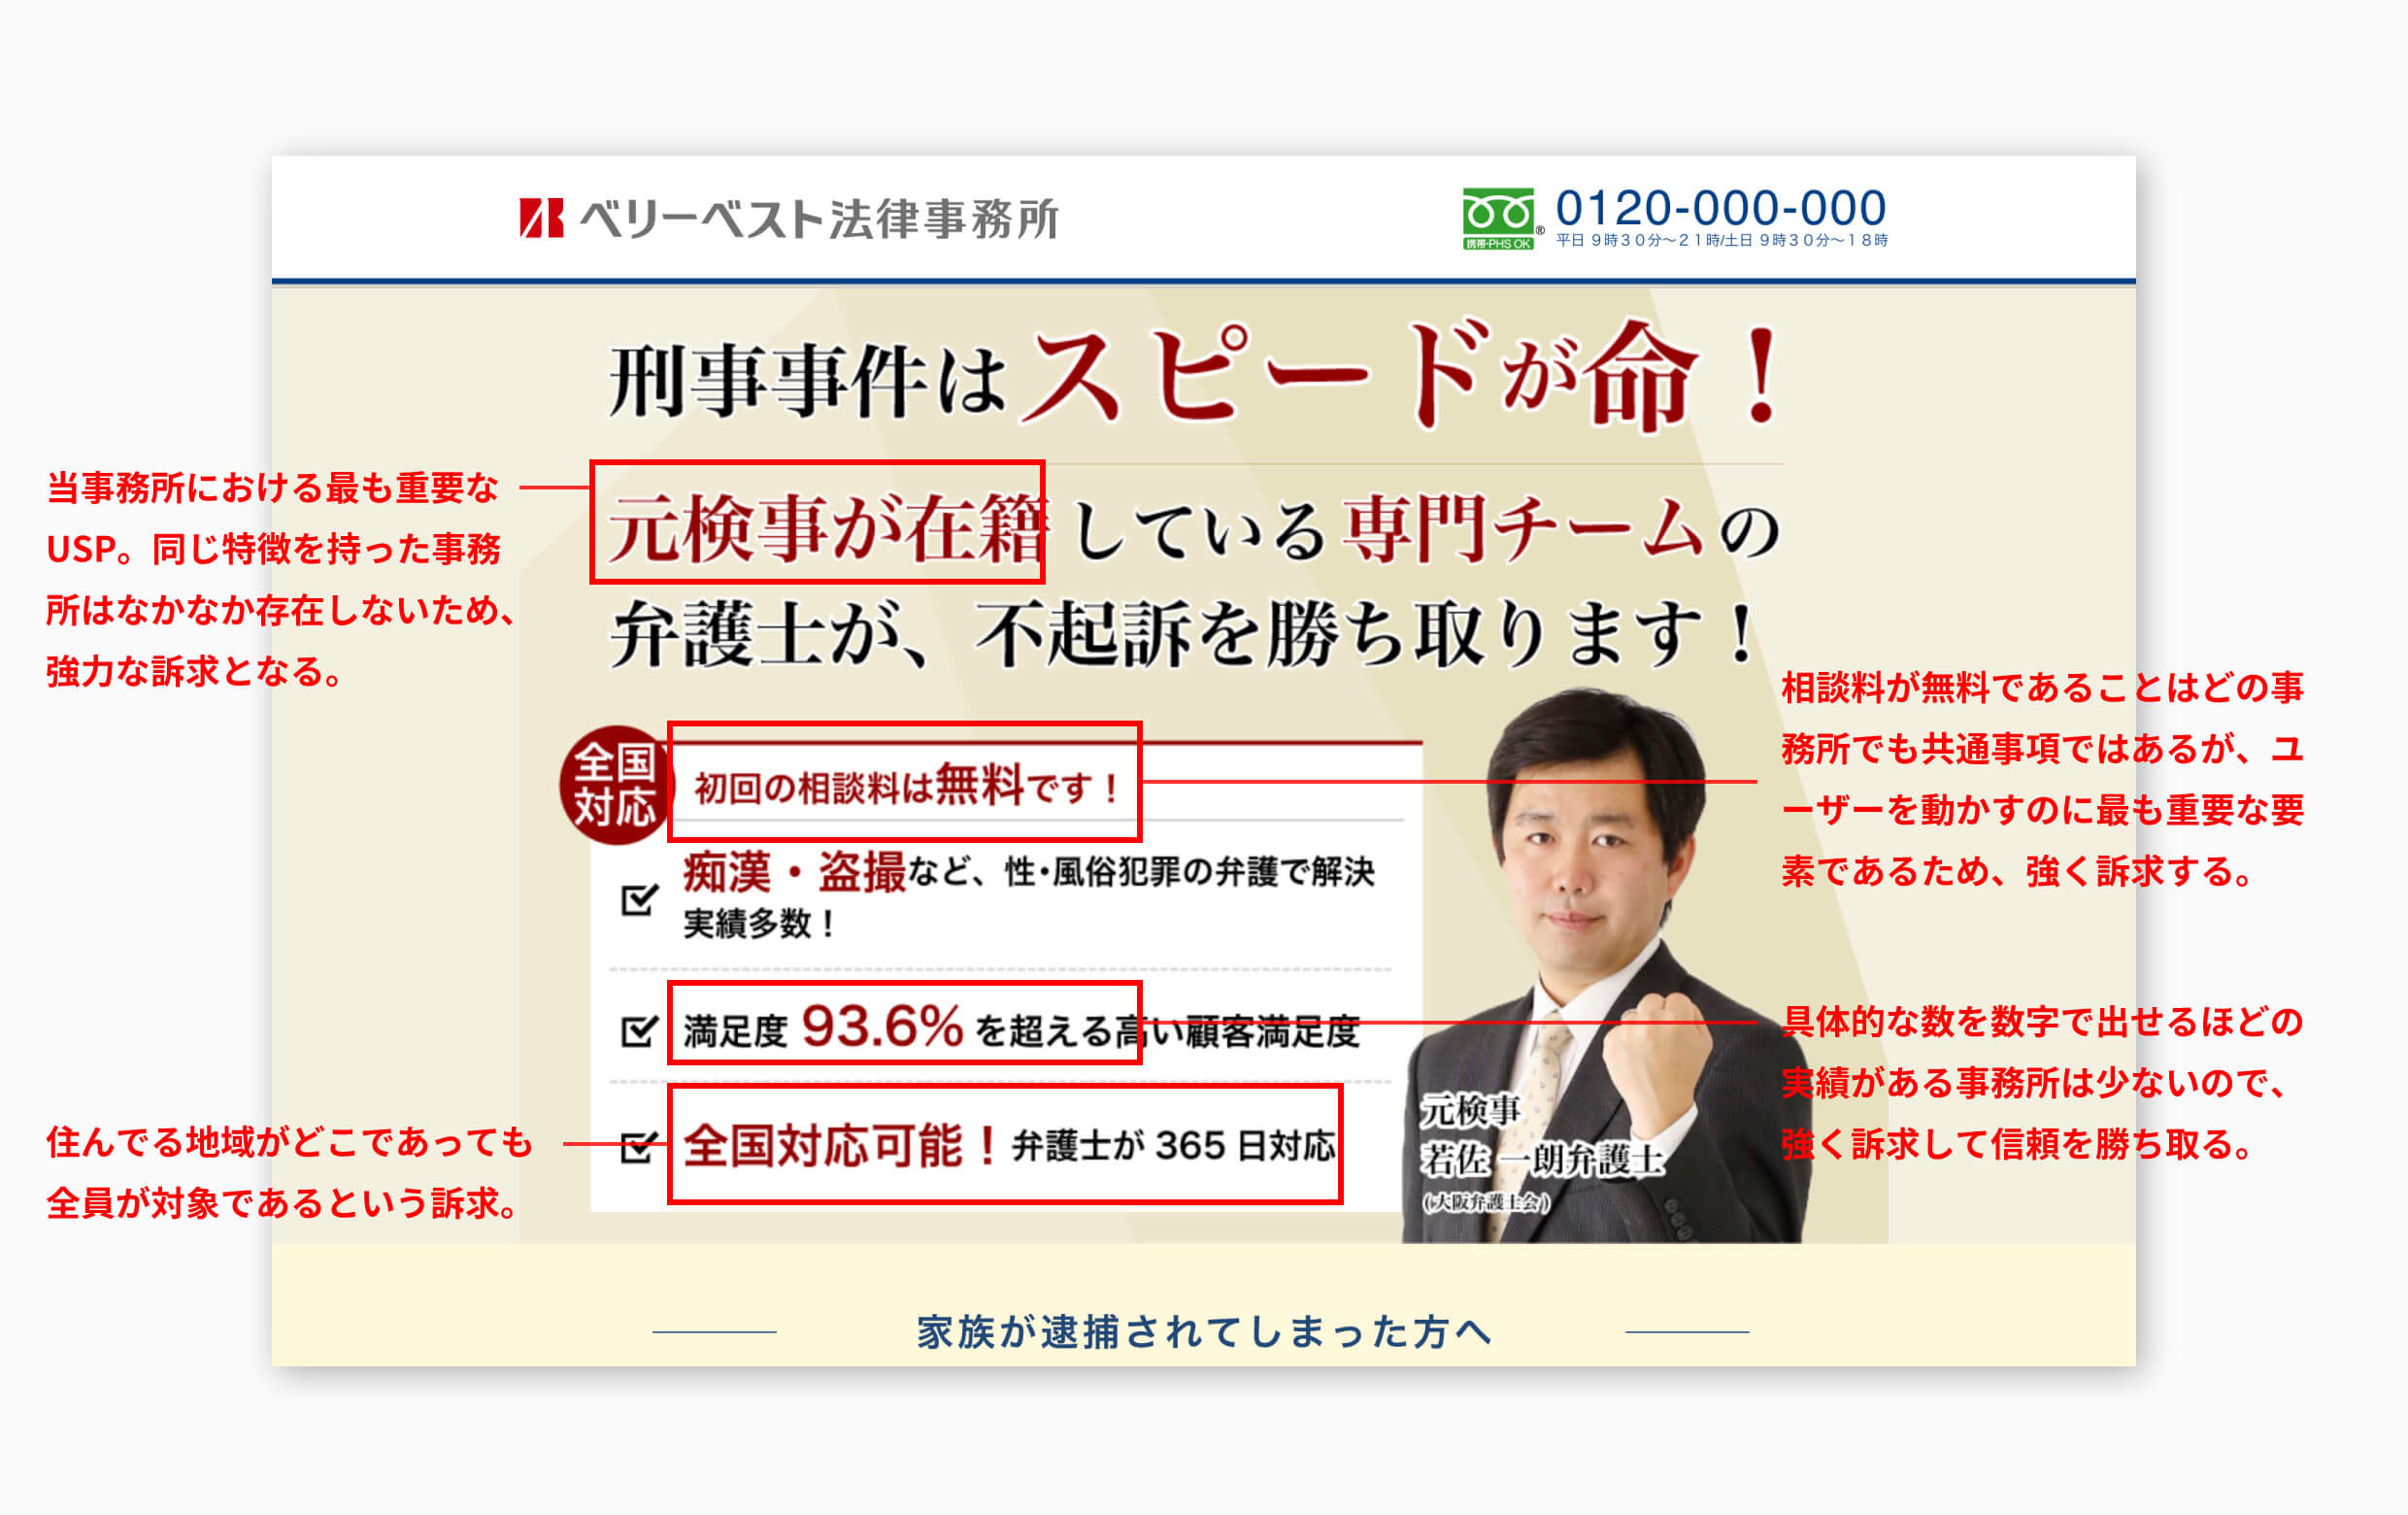 ベリーベスト法律事務所
0120-000-000
携帯・PHS OK
®
平日 9時30分～21時/土日 9時30分～18時
刑事事件はスピードが命！
元検事が在籍している専門チームの
弁護士が、不起訴を勝ち取ります！
当事務所における最も重要な
USP。同じ特徴を持った事務
所はなかなか存在しないため、
強力な訴求となる。
全国
対応
初回の相談料は無料です！
痴漢・盗撮など、性・風俗犯罪の弁護で解決
実績多数！
満足度 93.6% を超える高い顧客満足度
全国対応可能！弁護士が 365 日対応
相談料が無料であることはどの事
務所でも共通事項ではあるが、ユ
ーザーを動かすのに最も重要な要
素であるため、強く訴求する。
具体的な数を数字で出せるほどの
実績がある事務所は少ないので、
強く訴求して信頼を勝ち取る。
住んでる地域がどこであっても
全員が対象であるという訴求。
元検事
若佐 一朗弁護士
(大阪弁護士会)
家族が逮捕されてしまった方へ